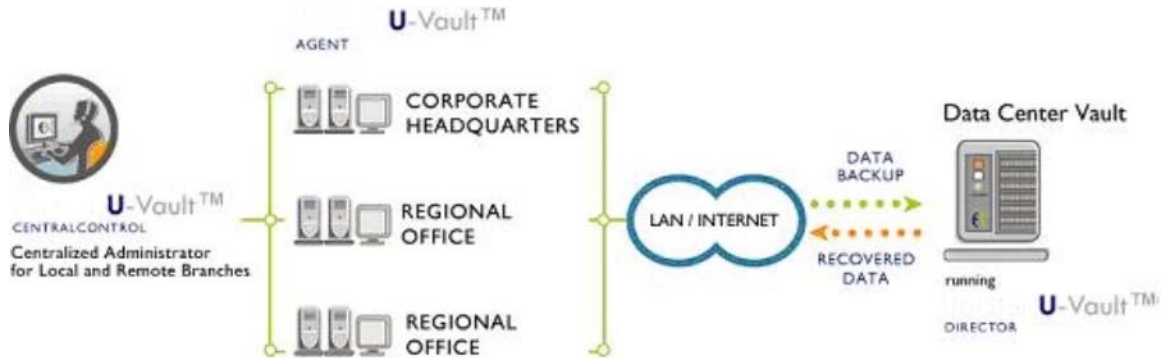 U-Vault™
AGENT
CORPORATE
HEADQUARTERS
REGIONAL
OFFICE
REGIONAL
OFFICE
U-Vault™
CENTRALCONTROL
Centralized Administrator
for Local and Remote Branches
LAN / INTERNET
DATA
BACKUP
RECOVERED
DATA
Data Center Vault
running
U-Vault™
DIRECTOR